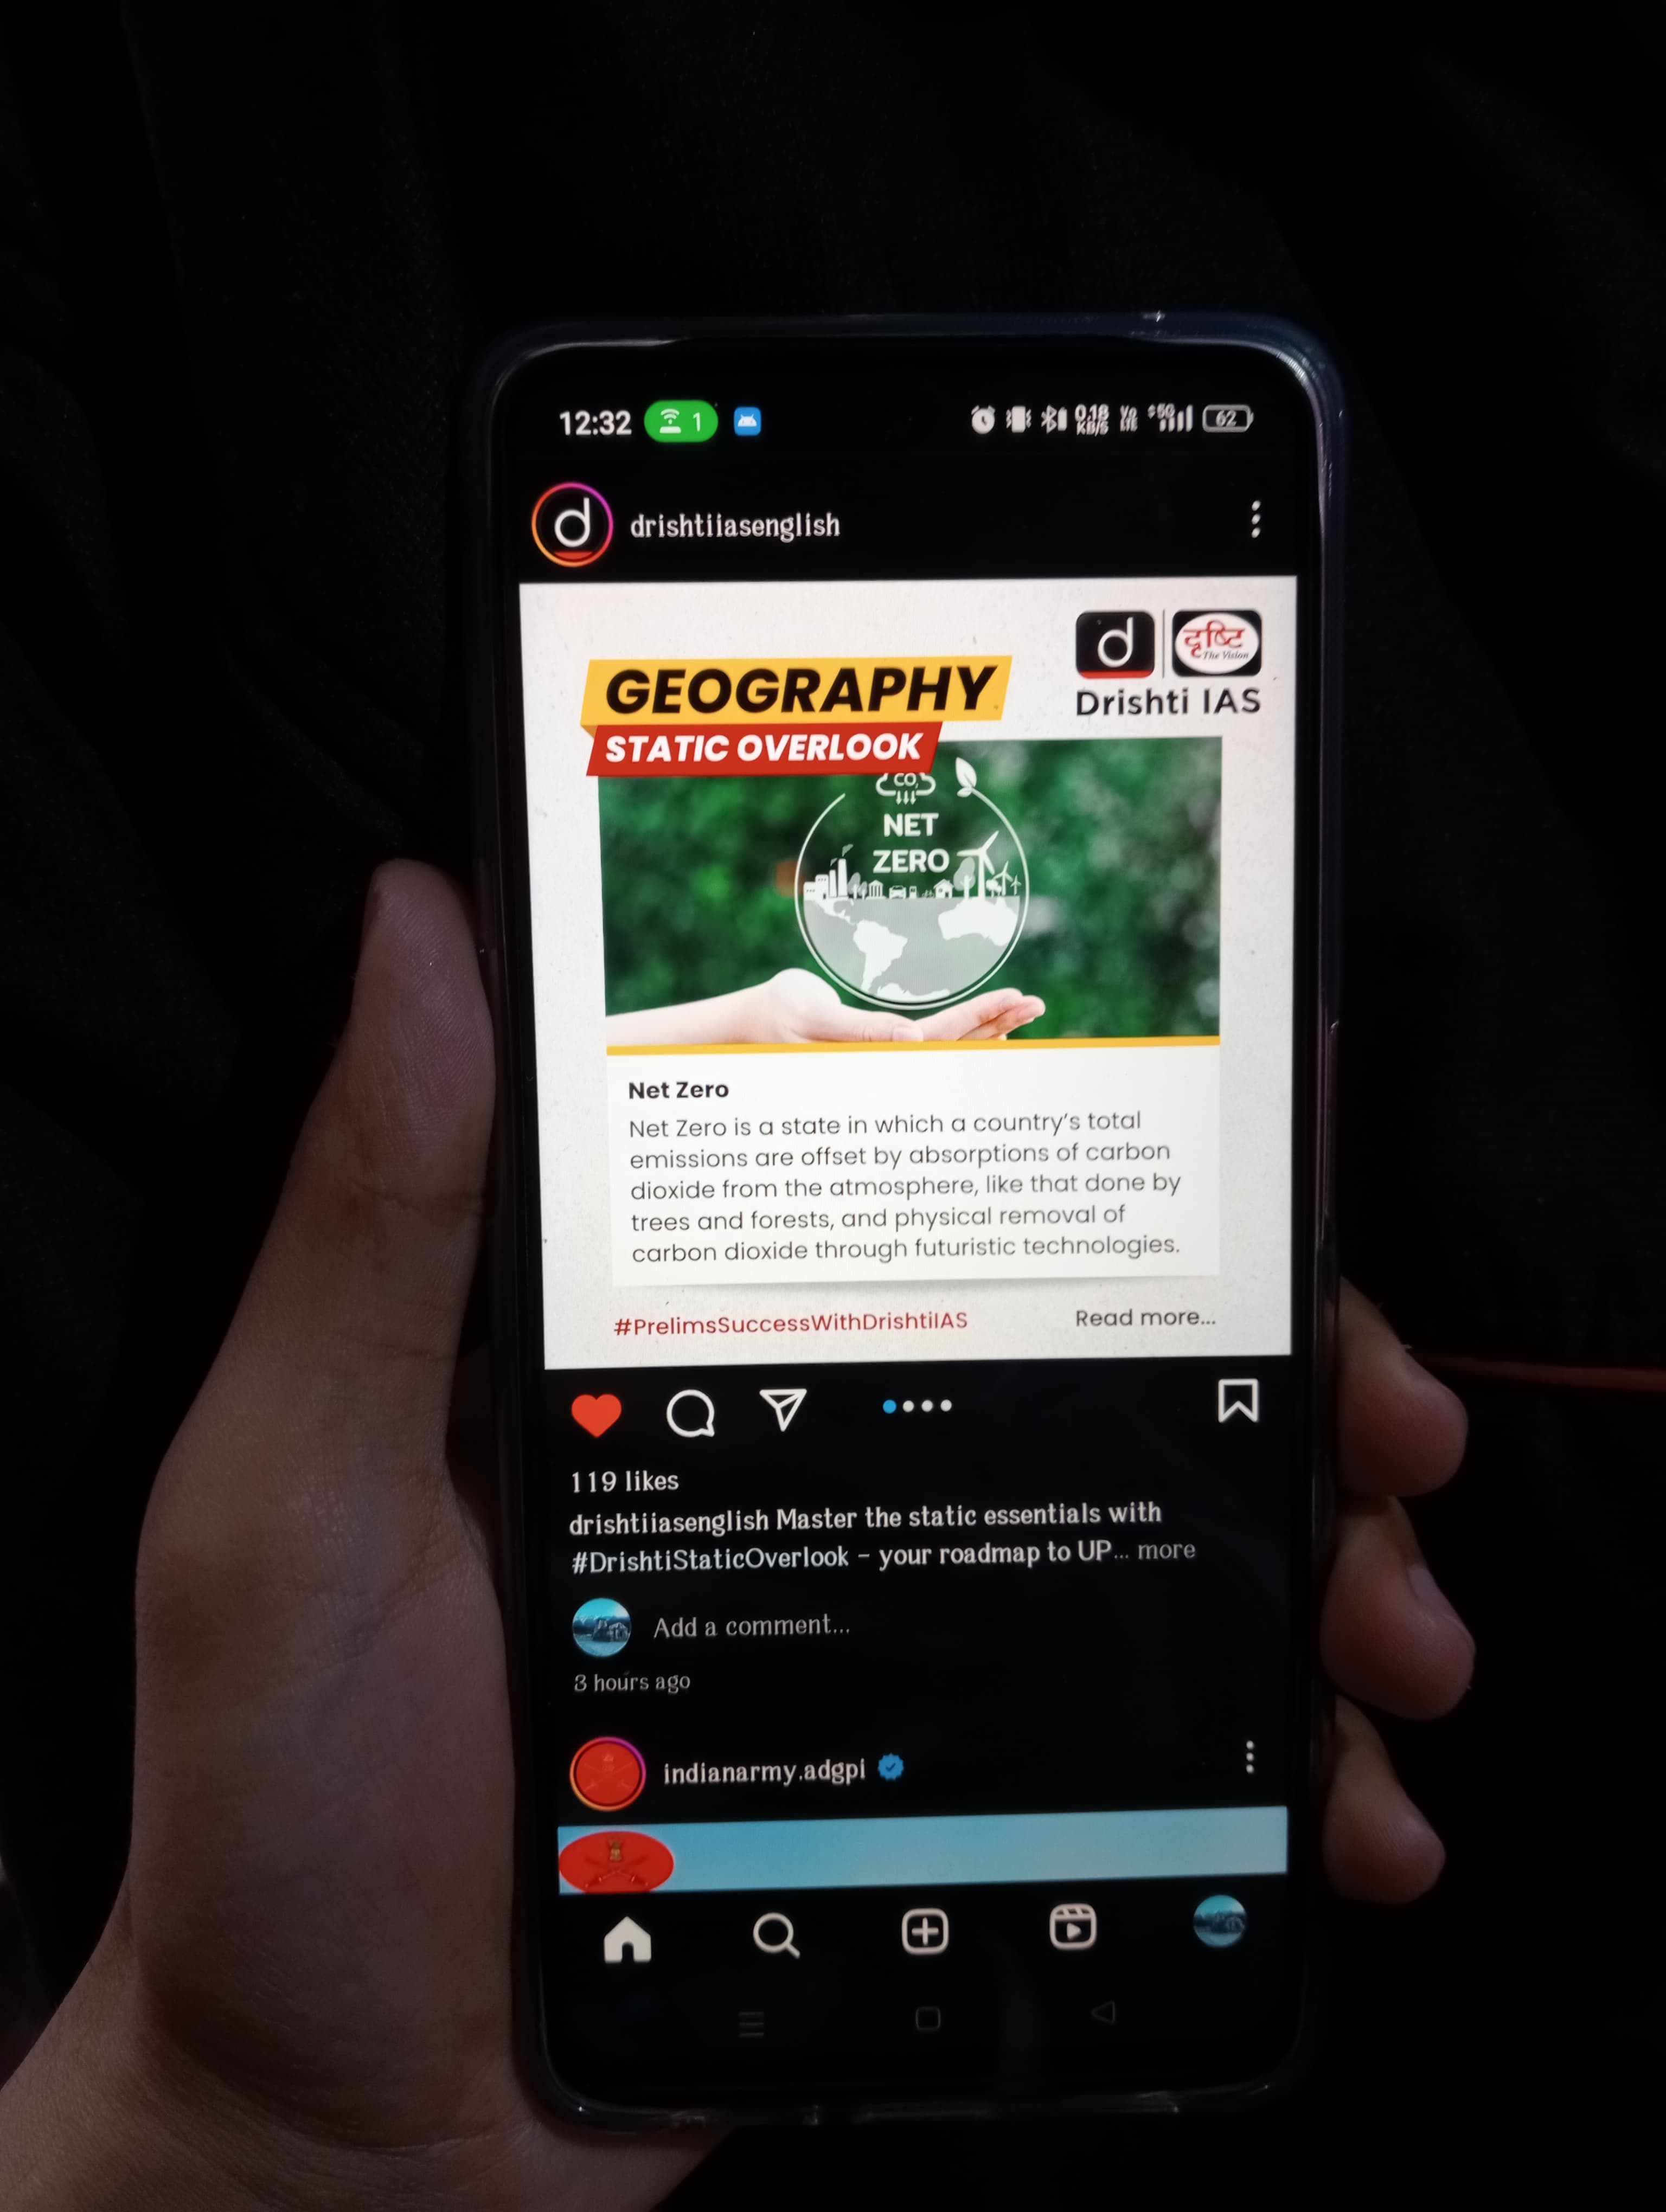 12:32 1 0.18 KB/S Vo LTE 5G 62
drishtiiasenglish
d दृष्टि
The Vision
Drishti IAS
GEOGRAPHY
STATIC OVERLOOK
CO₂
NET
ZERO
Net Zero
Net Zero is a state in which a country's total
emissions are offset by absorptions of carbon
dioxide from the atmosphere, like that done by
trees and forests, and physical removal of
carbon dioxide through futuristic technologies.
#PrelimsSuccessWithDrishtiIAS Read more...
119 likes
drishtiiasenglish Master the static essentials with
#DrishtiStaticOverlook - your roadmap to UP... more
Add a comment...
3 hours ago
indianarmy.adgpi